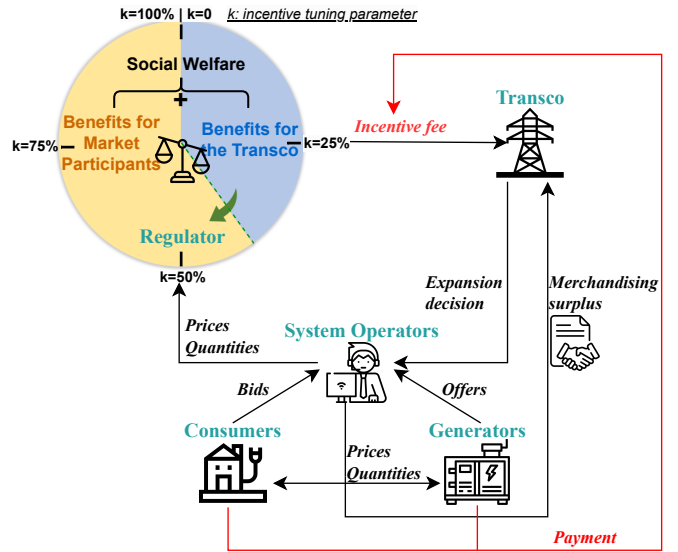 k=100% | k=0
k: incentive tuning parameter
Social Welfare
+
Benefits for
Market
Participants
Benefits for
the Transco
k=75%
k=25%
Regulator
k=50%
Incentive fee
Transco
Expansion
decision
Merchandising
surplus
Prices
Quantities
System Operators
Bids
Offers
Consumers
Generators
Prices
Quantities
Payment